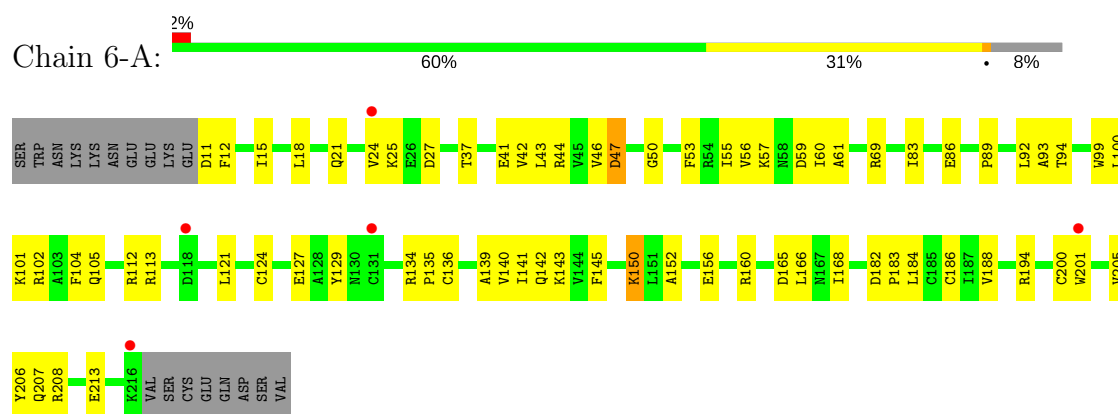 2%
Chain 6-A:
60% 31% • 8%
SER TRP ASN LYS LYS ASN GLU GLU LYS GLU D11 F12 I15 L18 Q21 V24 K25 E26 D27 T37 E41 V42 L43 R44 V45 V46 D47 G50 F53 R54 I55 V56 K57 N58 D59 I60 A61 R69 I83 E86 P89 L92 A93 T94 W99 L100
K101 R102 A103 F104 Q105 R112 R113 D118 L121 C124 E127 A128 Y129 N130 C131 R134 P135 C136 A139 V140 I141 Q142 K143 V144 F145 K150 L151 A152 E156 R160 D165 L166 N167 I168 D182 P183 L184 C185 C186 I187 V188 R194 C200 W201
Y206 Q207 R208 E213 K216 VAL SER CYS GLU GLN ASP SER VAL